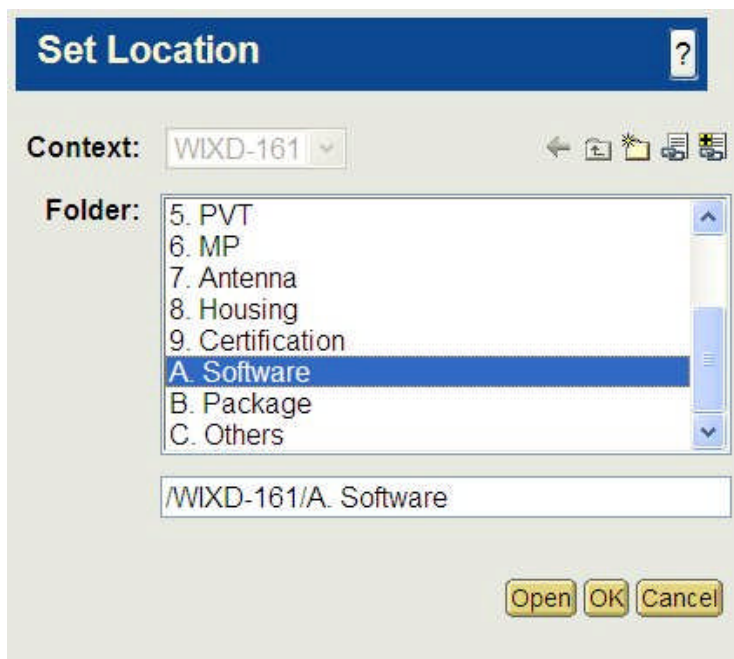 Set Location
?
Context: WIXD-161
Folder:
5. PVT
6. MP
7. Antenna
8. Housing
9. Certification
A. Software
B. Package
C. Others
/WIXD-161/A. Software
Open OK Cancel